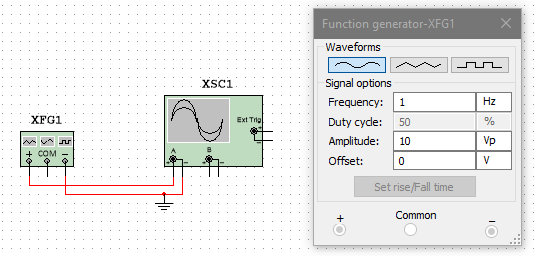 XFG1
COM
+ −
XSC1
Ext Trig
+
−
A B
+ − + −
Function generator-XFG1
Waveforms
Signal options
Frequency: 1 Hz
Duty cycle: 50 %
Amplitude: 10 Vp
Offset: 0 V
Set rise/Fall time
+ Common −